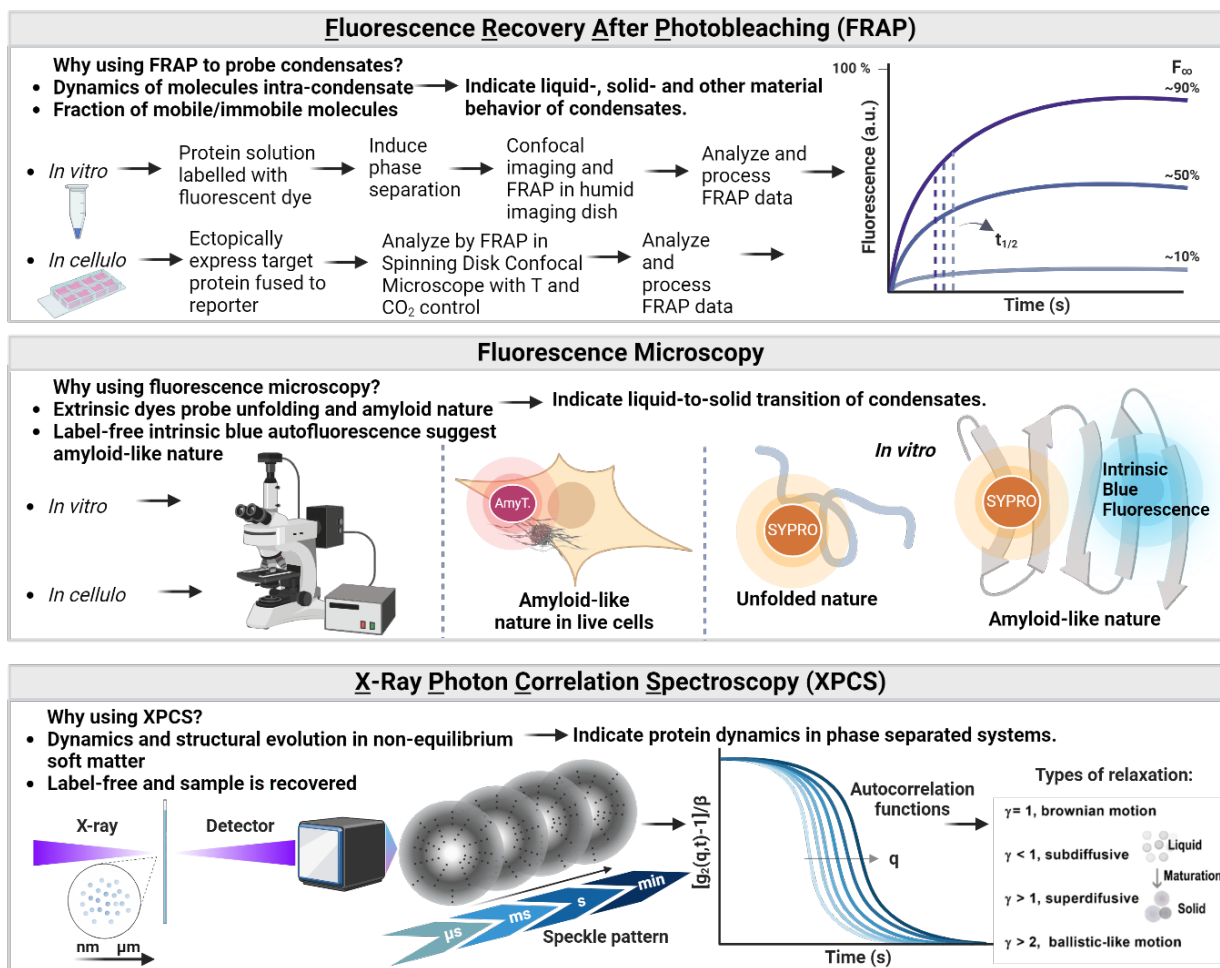 Fluorescence Recovery After Photobleaching (FRAP)
Why using FRAP to probe condensates?
• Dynamics of molecules intra-condensate
• Fraction of mobile/immobile molecules
Indicate liquid-, solid- and other material
behavior of condensates.
• In vitro
Protein solution
labelled with
fluorescent dye
Induce
phase
separation
Confocal
imaging and
FRAP in humid
imaging dish
Analyze and
process
FRAP data
• In cellulo
Ectopically
express target
protein fused to
reporter
Analyze by FRAP in
Spinning Disk Confocal
Microscope with T and
CO₂ control
Analyze
and
process
FRAP data
100 %
Fluorescence (a.u.)
F∞
~90%
~50%
~10%
t1/2
Time (s)
Fluorescence Microscopy
Why using fluorescence microscopy?
• Extrinsic dyes probe unfolding and amyloid nature
• Label-free intrinsic blue autofluorescence suggest
amyloid-like nature
Indicate liquid-to-solid transition of condensates.
• In vitro
• In cellulo
AmyT.
Amyloid-like
nature in live cells
In vitro
SYPRO
Unfolded nature
SYPRO
Intrinsic
Blue
Fluorescence
Amyloid-like nature
X-Ray Photon Correlation Spectroscopy (XPCS)
Why using XPCS?
• Dynamics and structural evolution in non-equilibrium
soft matter
• Label-free and sample is recovered
Indicate protein dynamics in phase separated systems.
X-ray
Detector
nm μm
μs
ms
s
min
Speckle pattern
[g₂(q,t)-1]/β
Autocorrelation
functions
q
Time (s)
Types of relaxation:
γ= 1, brownian motion
γ < 1, subdiffusive
γ > 1, superdifusive
γ > 2, ballistic-like motion
Liquid
Maturation
Solid